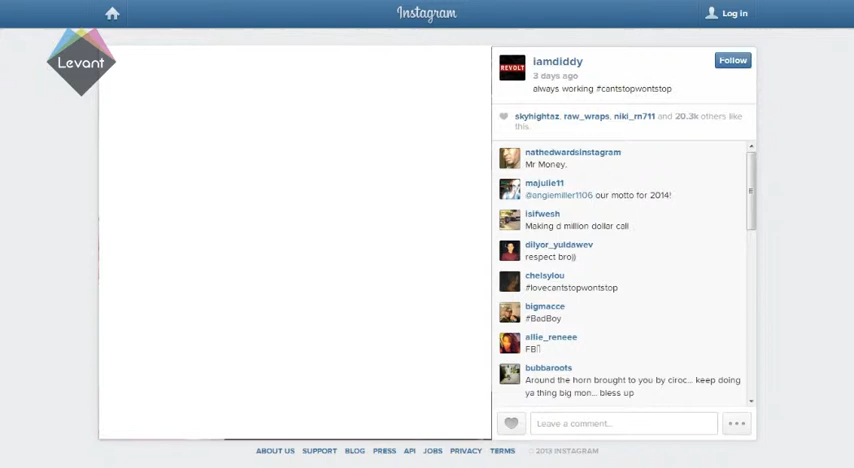 Instagram
Log in
Levant
REVOLT
iamdiddy
Follow
3 days ago
always working #cantstopwontstop
skyhightaz, raw_wraps, niki_rn711 and 20.3k others like
this.
nathedwardsinstagram
Mr Money.
majulie11
@angiemiller1106 our motto for 2014!
isifwesh
Making d million dollar call
dilyor_yuldawev
respect bro))
chelsylou
#lovecantstopwontstop
bigmacce
#BadBoy
allie_reneee
FB
bubbaroots
Around the horn brought to you by ciroc... keep doing
ya thing big mon... bless up
Leave a comment...
ABOUT US SUPPORT BLOG PRESS API JOBS PRIVACY TERMS © 2013 INSTAGRAM